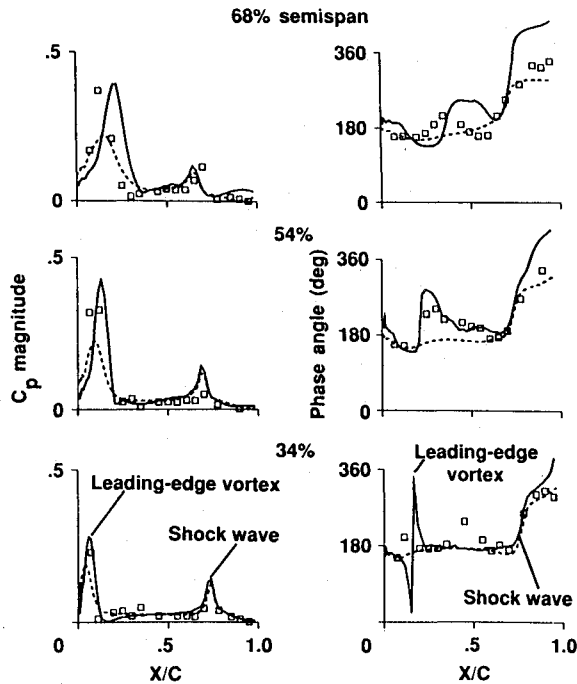 68% semispan
.5
0
360
180
0
54%
.5
0
360
180
0
Cp magnitude
Phase angle (deg)
34%
.5
0
Leading-edge vortex
Shock wave
0
.5
1.0
X/C
360
180
0
Leading-edge
vortex
Shock wave
0
.5
1.0
X/C